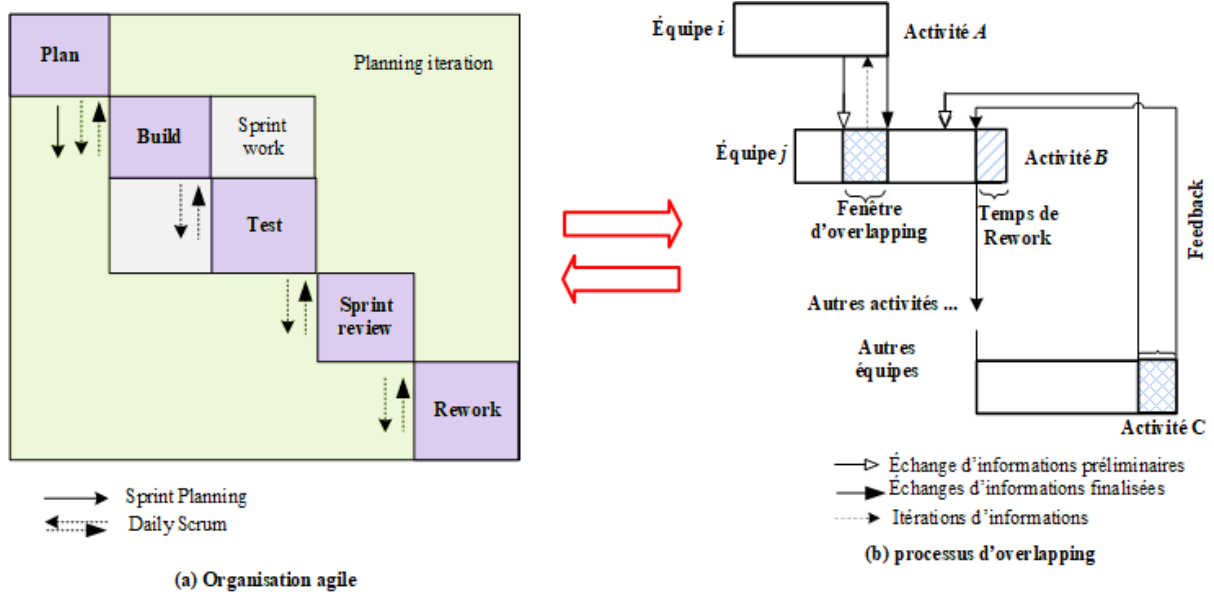 Plan
Planning iteration
Build
Sprint
work
Test
Sprint
review
Rework
Sprint Planning
Daily Scrum
(a) Organisation agile
Équipe i
Activité A
Équipe j
Activité B
Fenêtre
d'overlapping
Temps de
Rework
Feedback
Autres activités ...
Autres
équipes
Activité C
Échange d'informations préliminaires
Échanges d'informations finalisées
Itérations d'informations
(b) processus d'overlapping